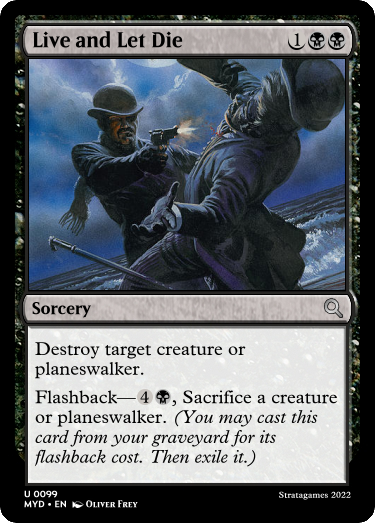 Live and Let Die 1
Sorcery
Destroy target creature or
planeswalker.
Flashback—4, Sacrifice a creature
or planeswalker. (You may cast this
card from your graveyard for its
flashback cost. Then exile it.)
U 0099
Stratagames 2022
MYD • EN Oliver Frey